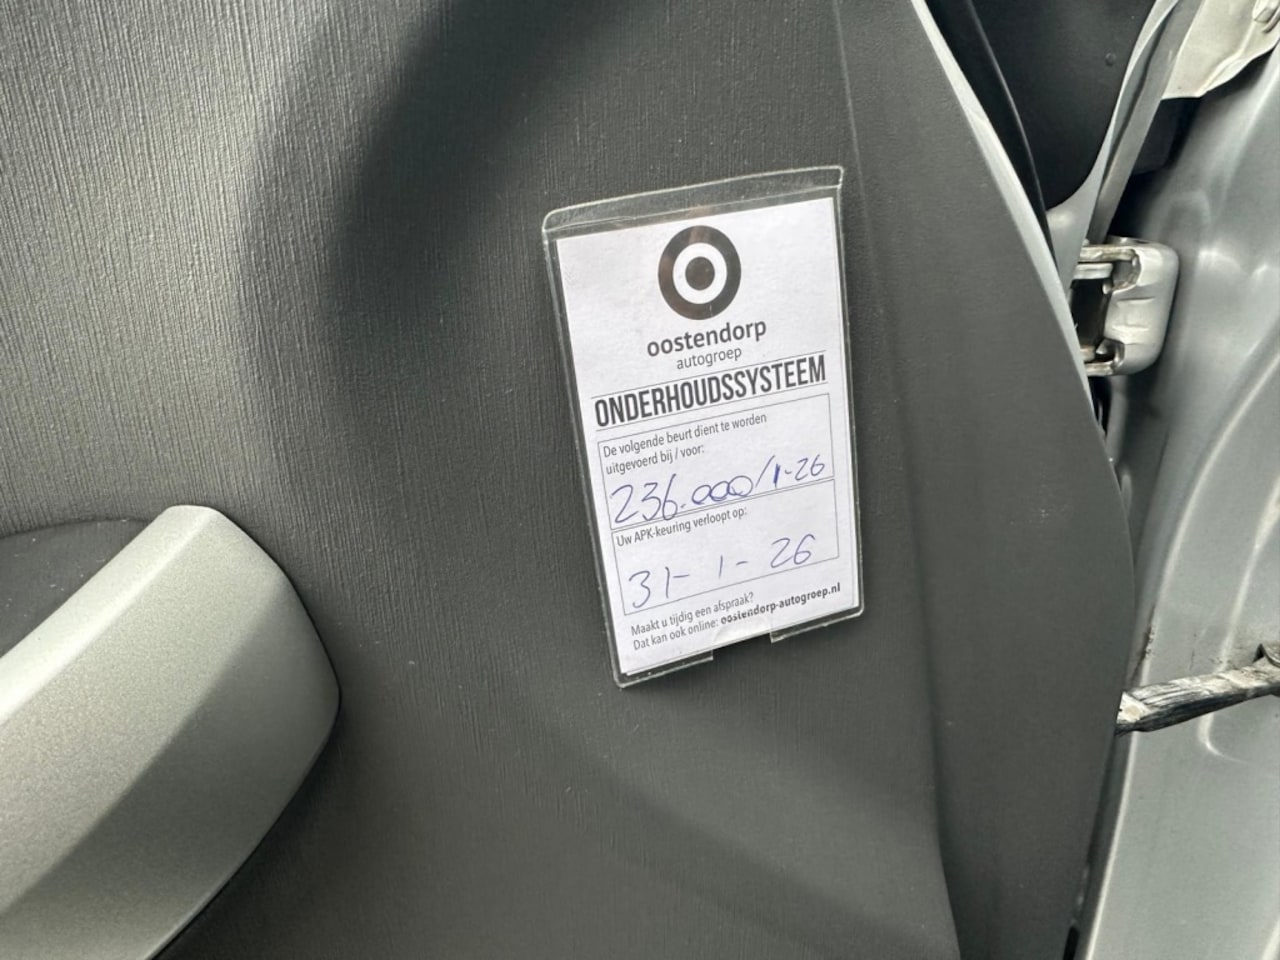 oostendorp
autogroep
ONDERHOUDSSYSTEEM
De volgende beurt dient te worden
uitgevoerd bij / voor:
236.000/1-26
Uw APK-keuring verloopt op:
31-1-26
Maakt u tijdig een afspraak?
Dat kan ook online: oostendorp-autogroep.nl